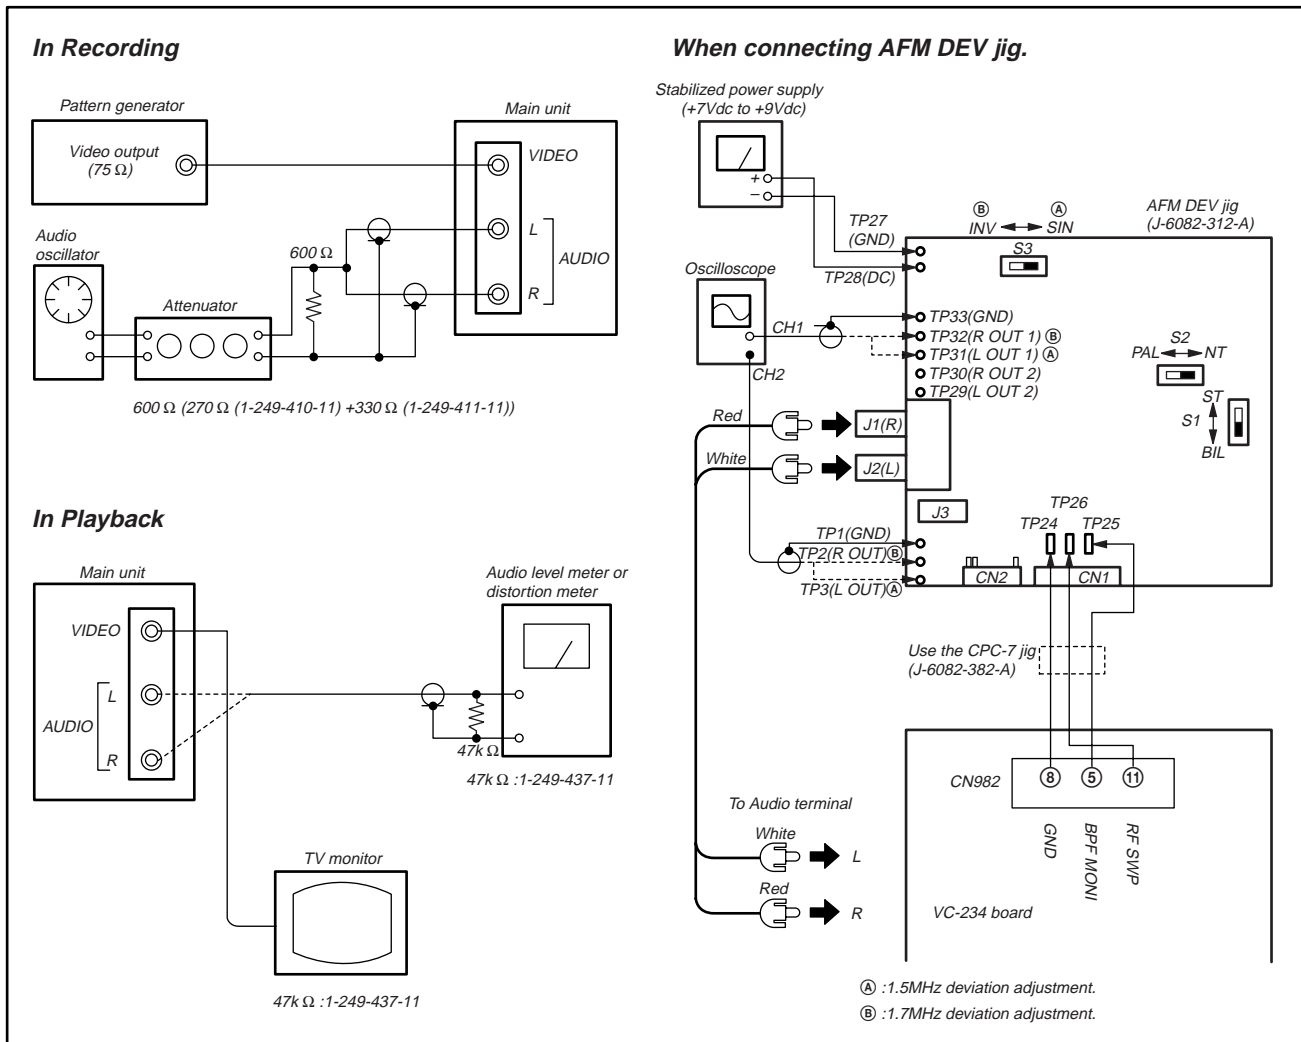 In Recording
Pattern generator
Video output
(75 Ω)
Main unit
VIDEO
L
AUDIO
R
Audio
oscillator
600 Ω
Attenuator
600 Ω (270 Ω (1-249-410-11) +330 Ω (1-249-411-11))
In Playback
Main unit
VIDEO
L
AUDIO
R
Audio level meter or
distortion meter
47k Ω
47k Ω :1-249-437-11
TV monitor
47k Ω :1-249-437-11
When connecting AFM DEV jig.
Stabilized power supply
(+7Vdc to +9Vdc)
+
–
TP27
(GND)
TP28(DC)
Ⓑ Ⓐ
INV SIN
S3
AFM DEV jig
(J-6082-312-A)
Oscilloscope
CH1
CH2
TP33(GND)
TP32(R OUT 1) Ⓑ
TP31(L OUT 1) Ⓐ
TP30(R OUT 2)
TP29(L OUT 2)
S2
PAL NT
ST
S1
BIL
Red
J1(R)
White
J2(L)
J3
TP1(GND)
TP2(R OUT)Ⓑ
TP3(L OUT)Ⓐ
TP26
TP24 TP25
CN2
CN1
Use the CPC-7 jig
(J-6082-382-A)
CN982
8 5 11
GND
BPF MONI
RF SWP
VC-234 board
To Audio terminal
White
L
Red
R
Ⓐ :1.5MHz deviation adjustment.
Ⓑ :1.7MHz deviation adjustment.